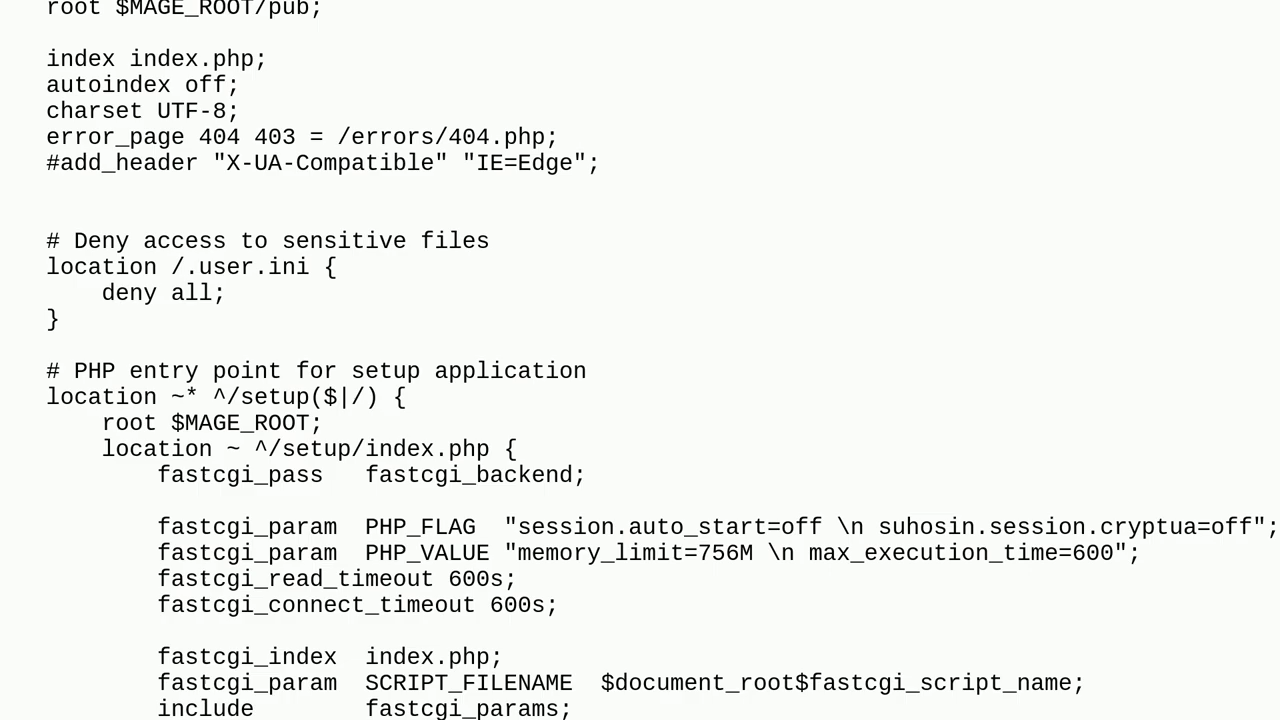 root $MAGE_ROOT/pub;
index index.php;
autoindex off;
charset UTF-8;
error_page 404 403 = /errors/404.php;
#add_header "X-UA-Compatible" "IE=Edge";
# Deny access to sensitive files
location /.user.ini {
    deny all;
}
# PHP entry point for setup application
location ~* ^/setup($|/) {
    root $MAGE_ROOT;
    location ~ ^/setup/index.php {
        fastcgi_pass   fastcgi_backend;
        fastcgi_param  PHP_FLAG  "session.auto_start=off \n suhosin.session.cryptua=off";
        fastcgi_param  PHP_VALUE "memory_limit=756M \n max_execution_time=600";
        fastcgi_read_timeout 600s;
        fastcgi_connect_timeout 600s;
        fastcgi_index  index.php;
        fastcgi_param  SCRIPT_FILENAME  $document_root$fastcgi_script_name;
        include        fastcgi_params;